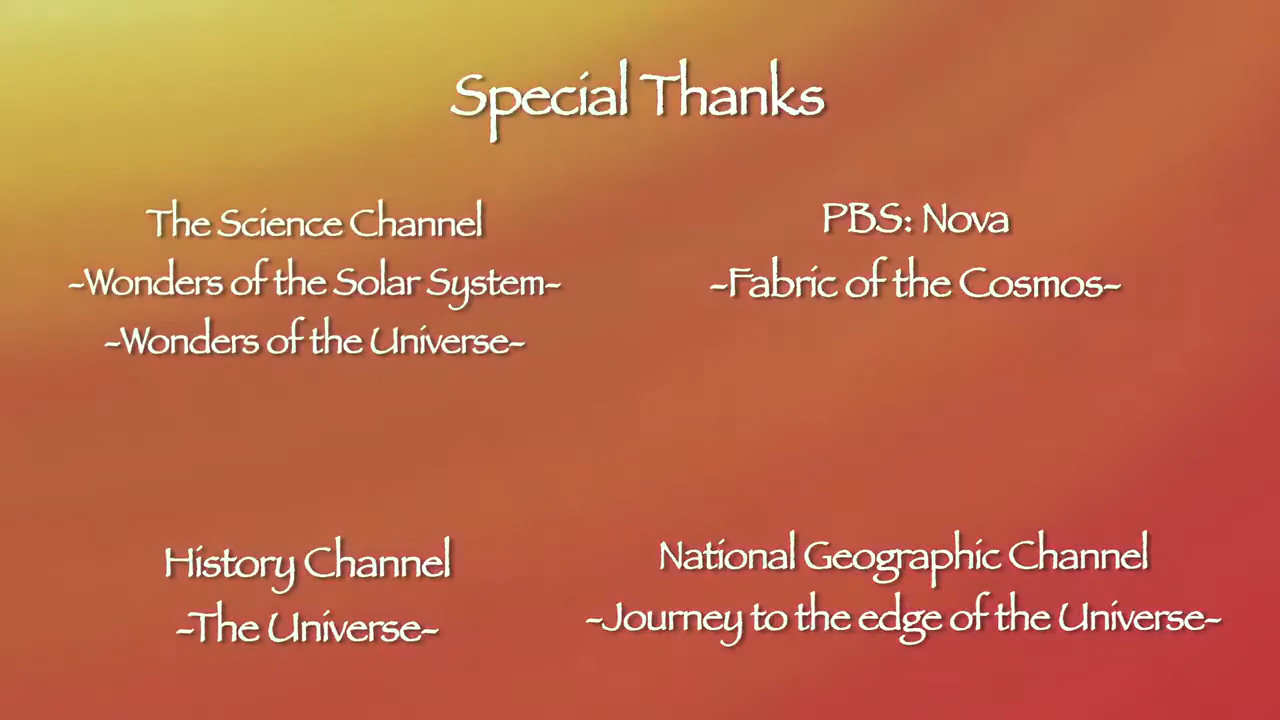 Special Thanks
The Science Channel
-Wonders of the Solar System-
-Wonders of the Universe-
PBS: Nova
-Fabric of the Cosmos-
History Channel
-The Universe-
National Geographic Channel
-Journey to the edge of the Universe-